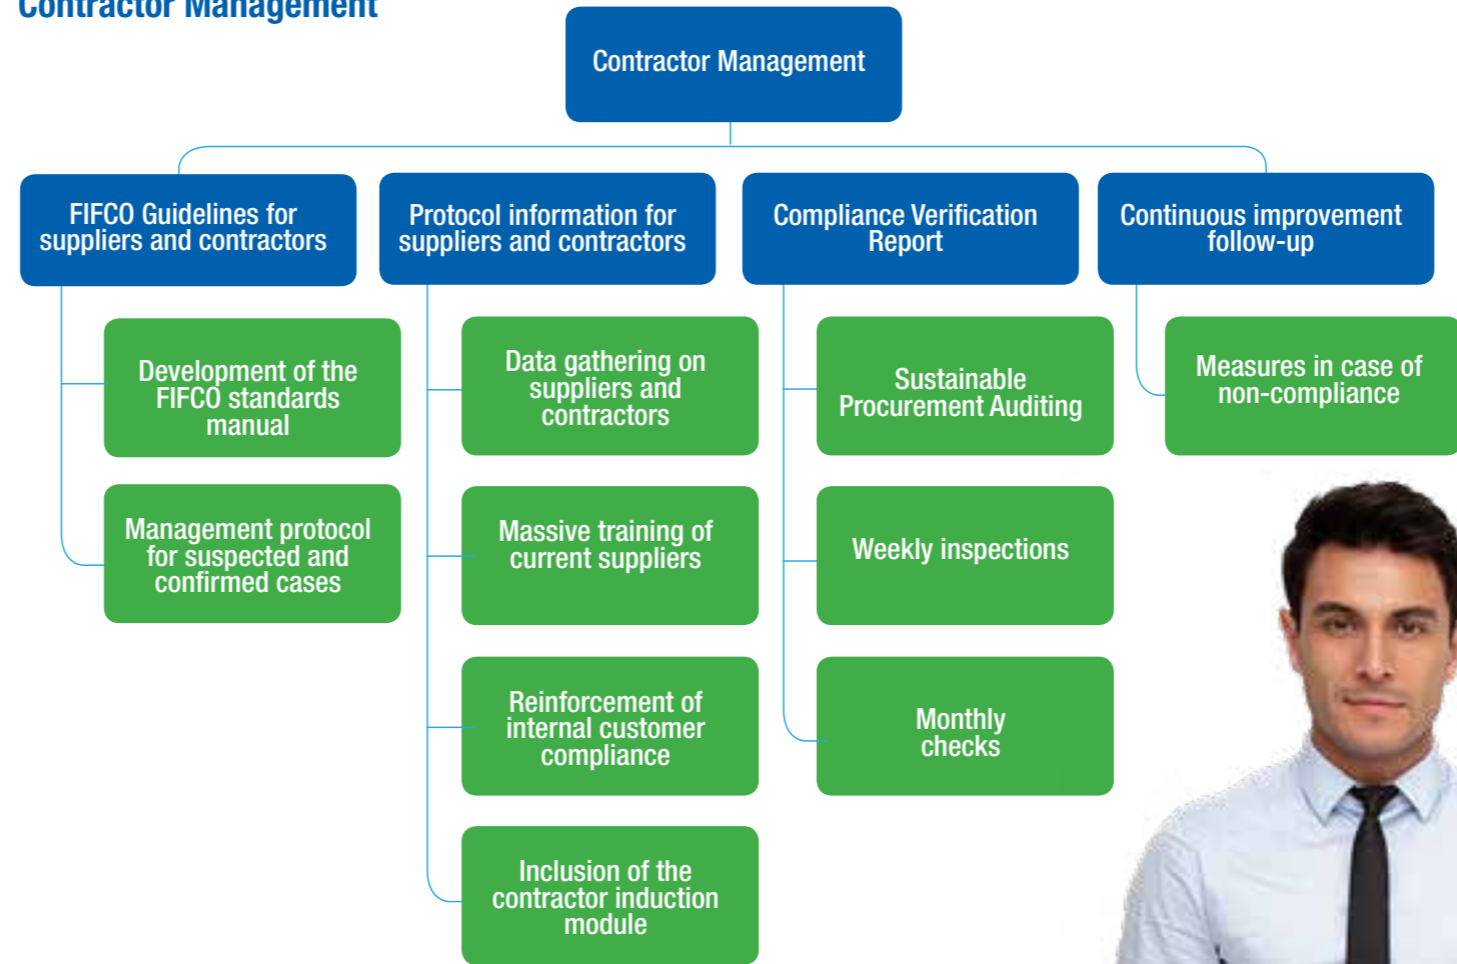 Contractor Management
Contractor Management
FIFCO Guidelines for
suppliers and contractors
Protocol information for
suppliers and contractors
Compliance Verification
Report
Continuous improvement
follow-up
Development of the
FIFCO standards
manual
Management protocol
for suspected and
confirmed cases
Data gathering on
suppliers and
contractors
Massive training of
current suppliers
Reinforcement of
internal customer
compliance
Inclusion of the
contractor induction
module
Sustainable
Procurement Auditing
Weekly inspections
Monthly
checks
Measures in case of
non-compliance